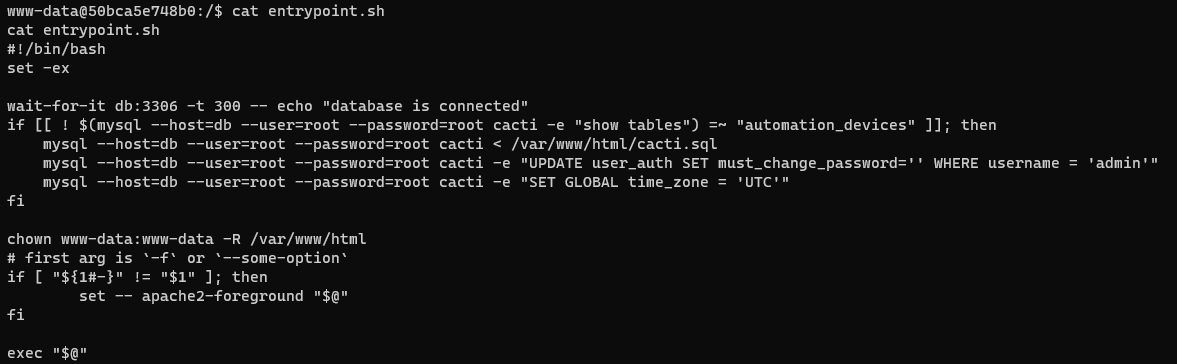 www-data@50bca5e748b0:/$ cat entrypoint.sh
cat entrypoint.sh
#!/bin/bash
set -ex

wait-for-it db:3306 -t 300 -- echo "database is connected"
if [[ ! $(mysql --host=db --user=root --password=root cacti -e "show tables") =~ "automation_devices" ]]; then
    mysql --host=db --user=root --password=root cacti < /var/www/html/cacti.sql
    mysql --host=db --user=root --password=root cacti -e "UPDATE user_auth SET must_change_password='' WHERE username = 'admin'"
    mysql --host=db --user=root --password=root cacti -e "SET GLOBAL time_zone = 'UTC'"
fi

chown www-data:www-data -R /var/www/html
# first arg is `-f` or `--some-option`
if [ "${1#-}" != "$1" ]; then
        set -- apache2-foreground "$@"
fi

exec "$@"